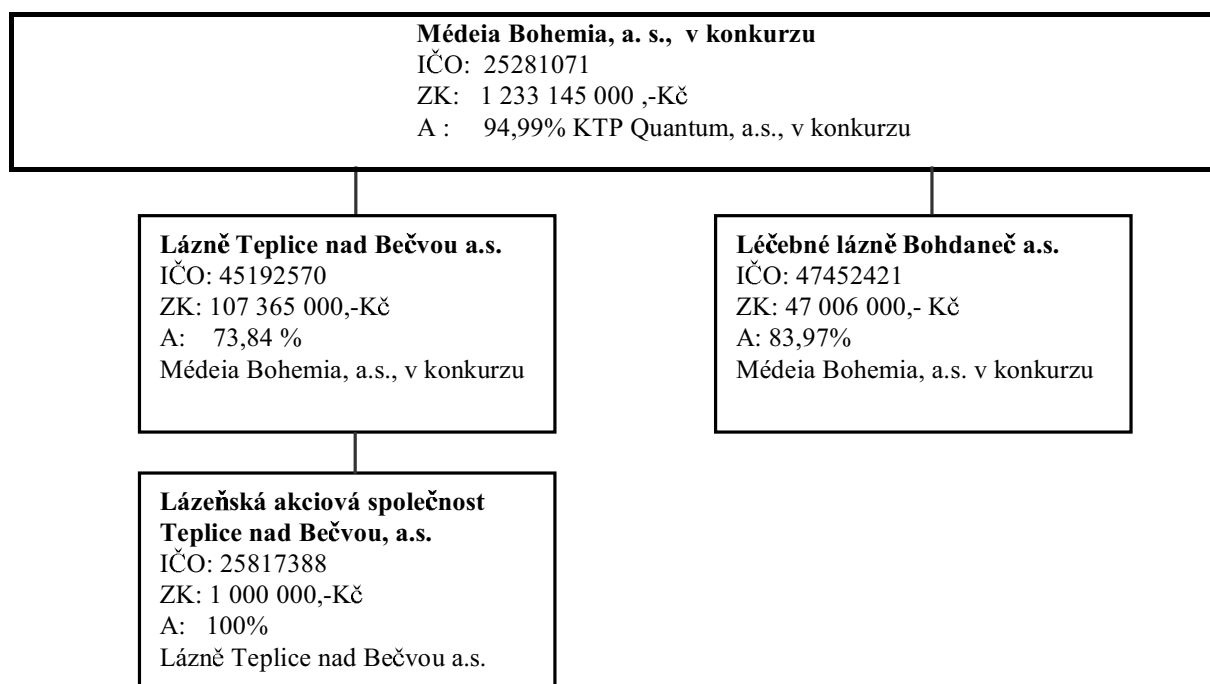 Médeia Bohemia, a. s., v konkurzu
IČO: 25281071
ZK: 1 233 145 000 ,-Kč
A : 94,99% KTP Quantum, a.s., v konkurzu
Lázně Teplice nad Bečvou a.s.
IČO: 45192570
ZK: 107 365 000,-Kč
A: 73,84 %
Médeia Bohemia, a.s., v konkurzu
Léčebné lázně Bohdaneč a.s.
IČO: 47452421
ZK: 47 006 000,- Kč
A: 83,97%
Médeia Bohemia, a.s. v konkurzu
Lázeňská akciová společnost
Teplice nad Bečvou, a.s.
IČO: 25817388
ZK: 1 000 000,-Kč
A: 100%
Lázně Teplice nad Bečvou a.s.